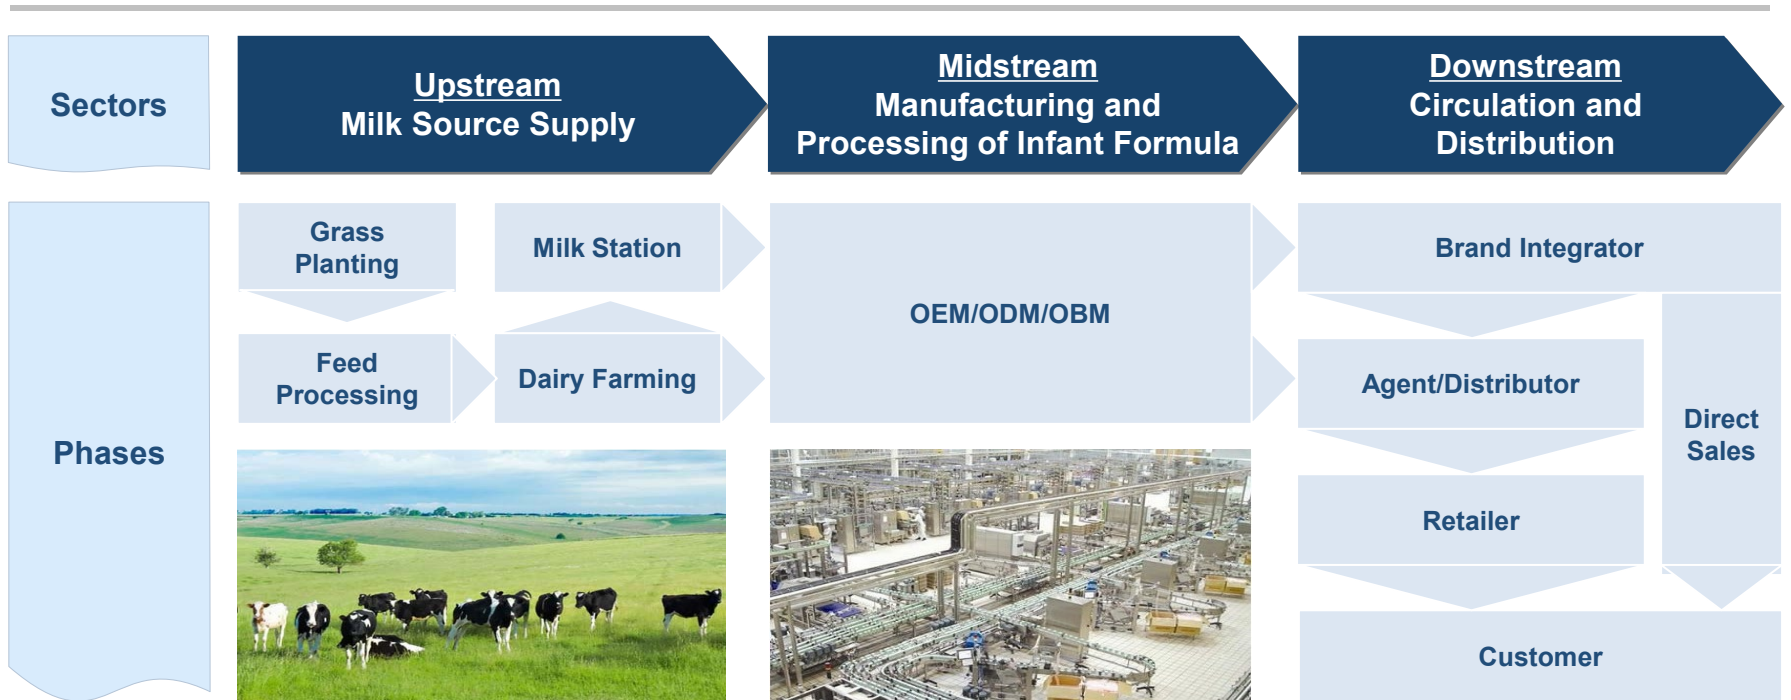 Sectors
Upstream
Milk Source Supply
Midstream
Manufacturing and
Processing of Infant Formula
Downstream
Circulation and
Distribution
Phases
Grass
Planting
Milk Station
Feed
Processing
Dairy Farming
OEM/ODM/OBM
Brand Integrator
Agent/Distributor
Direct
Sales
Retailer
Customer